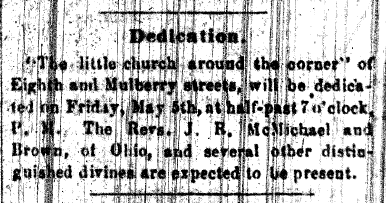 Dedication.
"The little church around the corner" of
Eighth and Mulberry streets, will be dedica-
ted on Friday, May 5th, at half-past 7 o'clock,
P. M. The Revs. J. R. McMichael and
Brown, of Ohio, and several other distin-
guished divines are expected to be present.